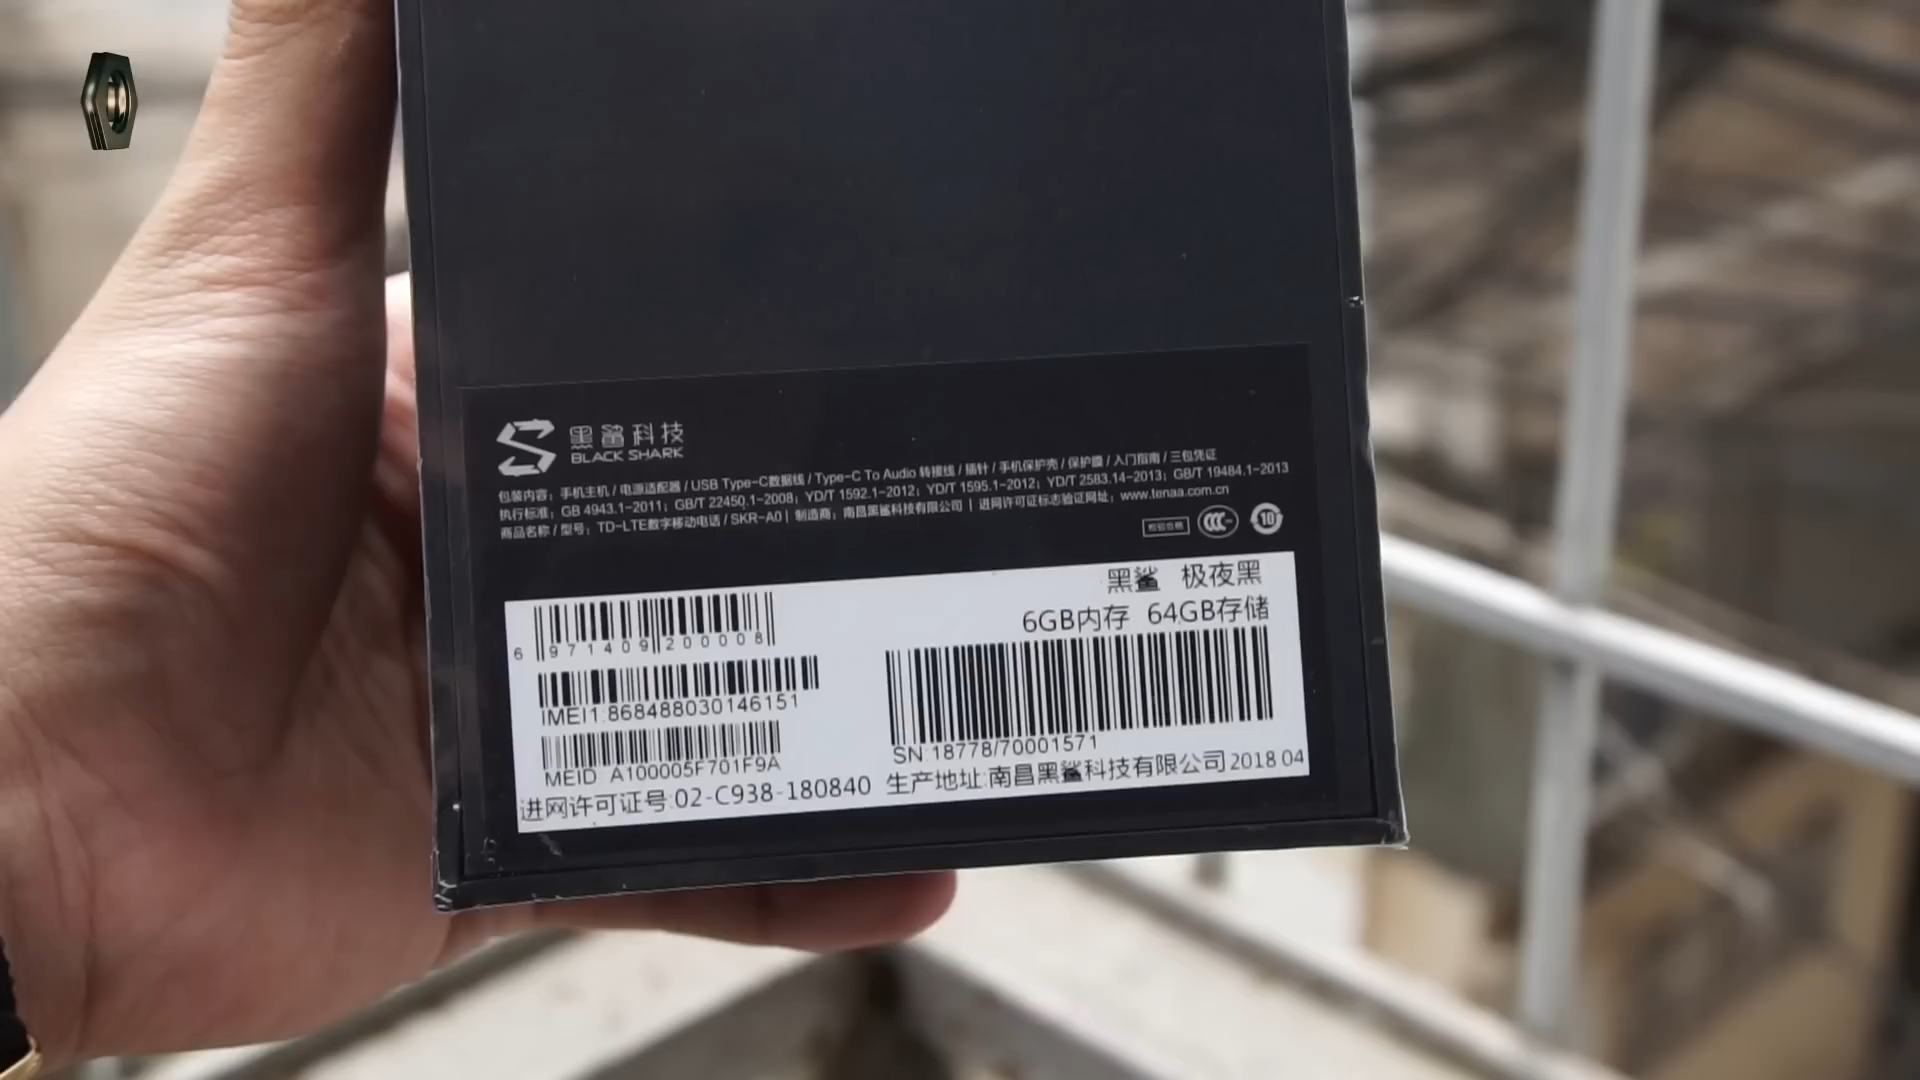 黑鲨科技
BLACK SHARK
包装内容：手机主机 / 电源适配器 / USB Type-C数据线 / Type-C To Audio 转接线 / 插针 / 手机保护壳 / 保护膜 / 入门指南 / 三包凭证
执行标准：GB 4943.1-2011；GB/T 22450.1-2008；YD/T 1592.1-2012；YD/T 1595.1-2012；YD/T 2583.14-2013；GB/T 19484.1-2013
商品名称 / 型号：TD-LTE数字移动电话 / SKR-A0 | 制造商：南昌黑鲨科技有限公司 | 进网许可证标志验证网址：www.tenaa.com.cn
CCC 10
黑鲨 极夜黑
6GB内存 64GB存储
6 971409 200008
IMEI1:868488030146151
SN:18778/70001571
MEID A100005F701F9A
进网许可证号:02-C938-180840 生产地址:南昌黑鲨科技有限公司 2018 04